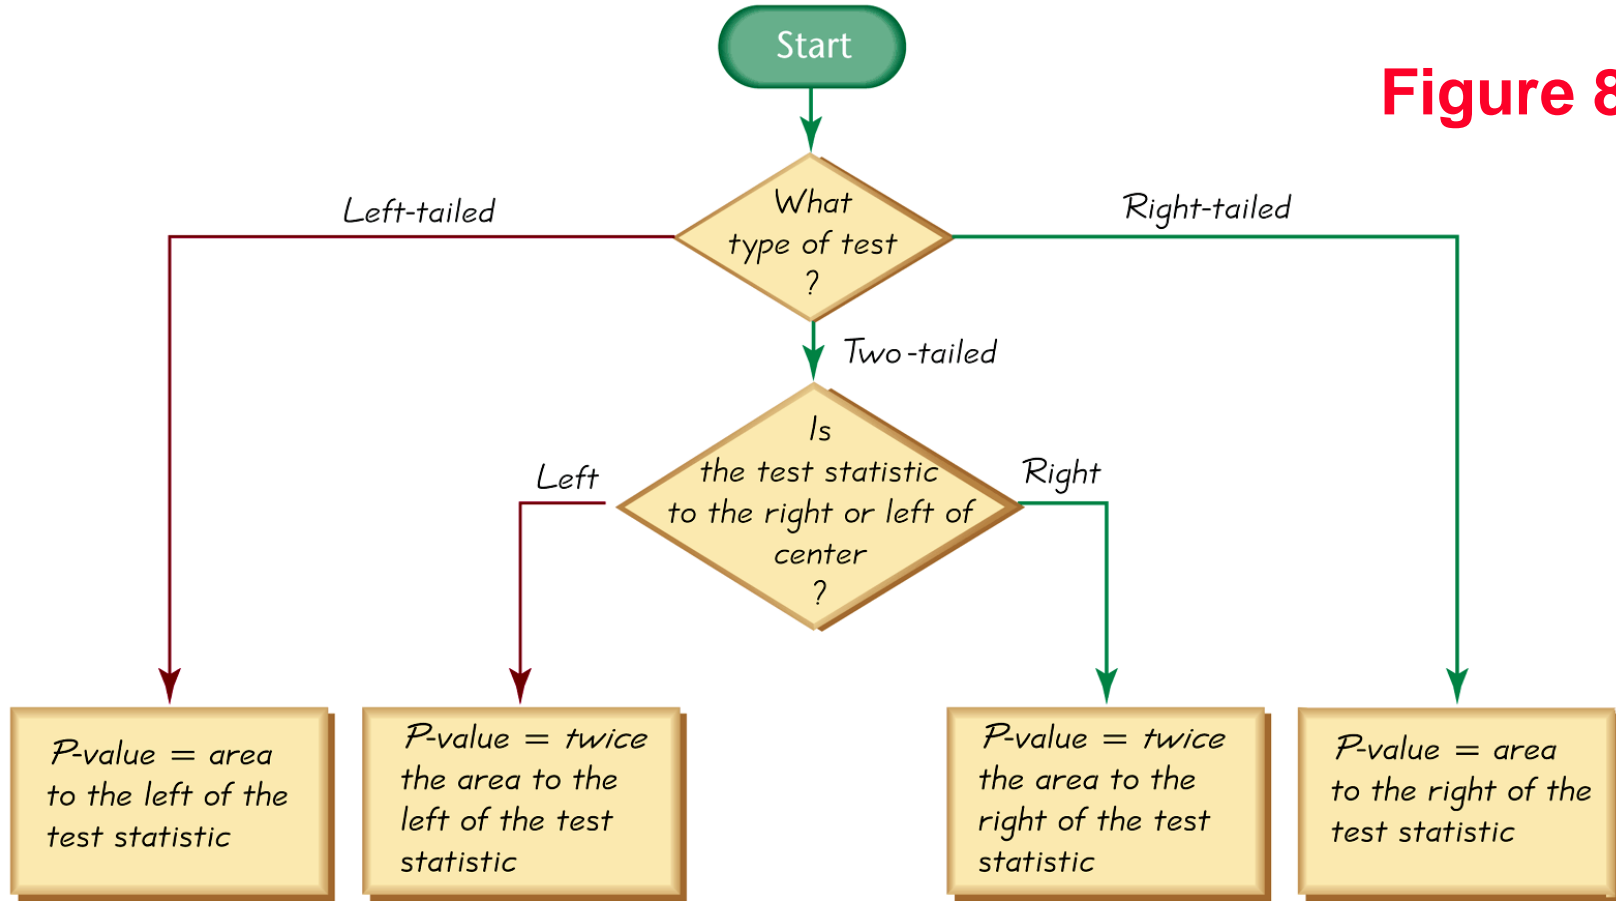 Start
Figure 8
What
type of test
?
Left-tailed
Right-tailed
Two-tailed
Is
the test statistic
to the right or left of
center
?
Left
Right
P-value = area
to the left of the
test statistic
P-value = twice
the area to the
left of the test
statistic
P-value = twice
the area to the
right of the test
statistic
P-value = area
to the right of the
test statistic